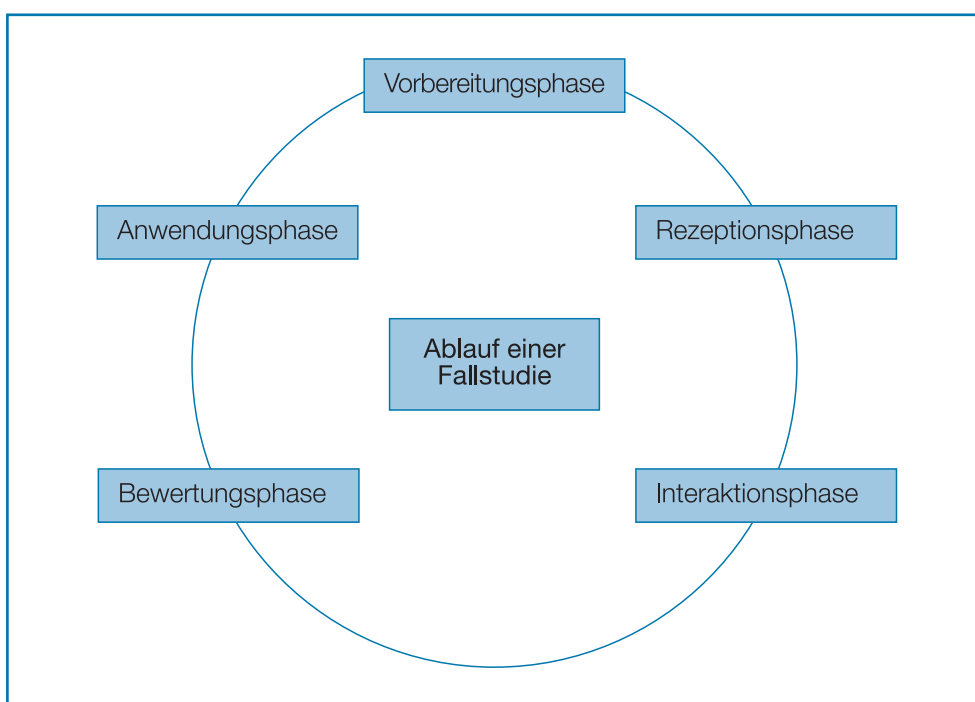 Vorbereitungsphase
Anwendungsphase
Rezeptionsphase
Ablauf einer
Fallstudie
Bewertungsphase
Interaktionsphase